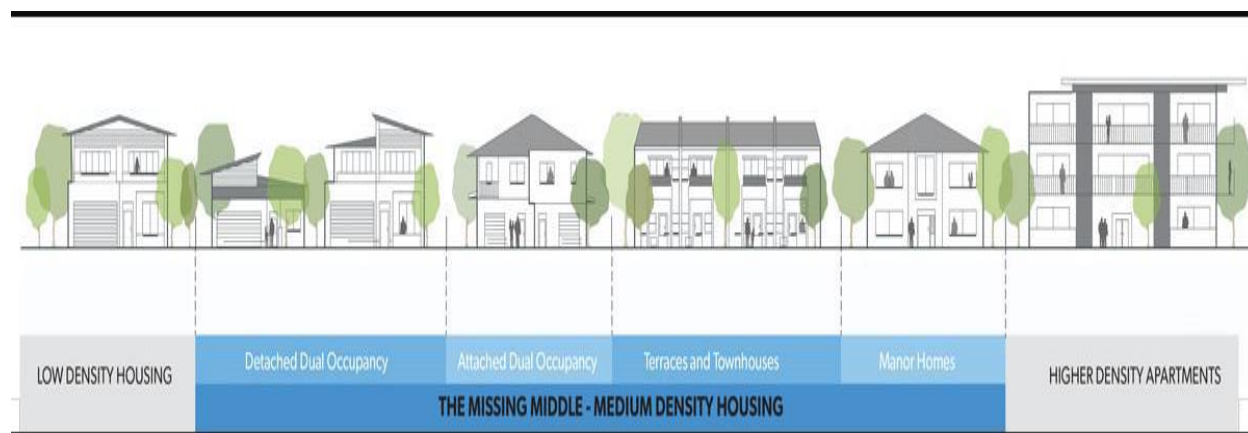 LOW DENSITY HOUSING
Detached Dual Occupancy
Attached Dual Occupancy
Terraces and Townhouses
Manor Homes
THE MISSING MIDDLE - MEDIUM DENSITY HOUSING
HIGHER DENSITY APARTMENTS